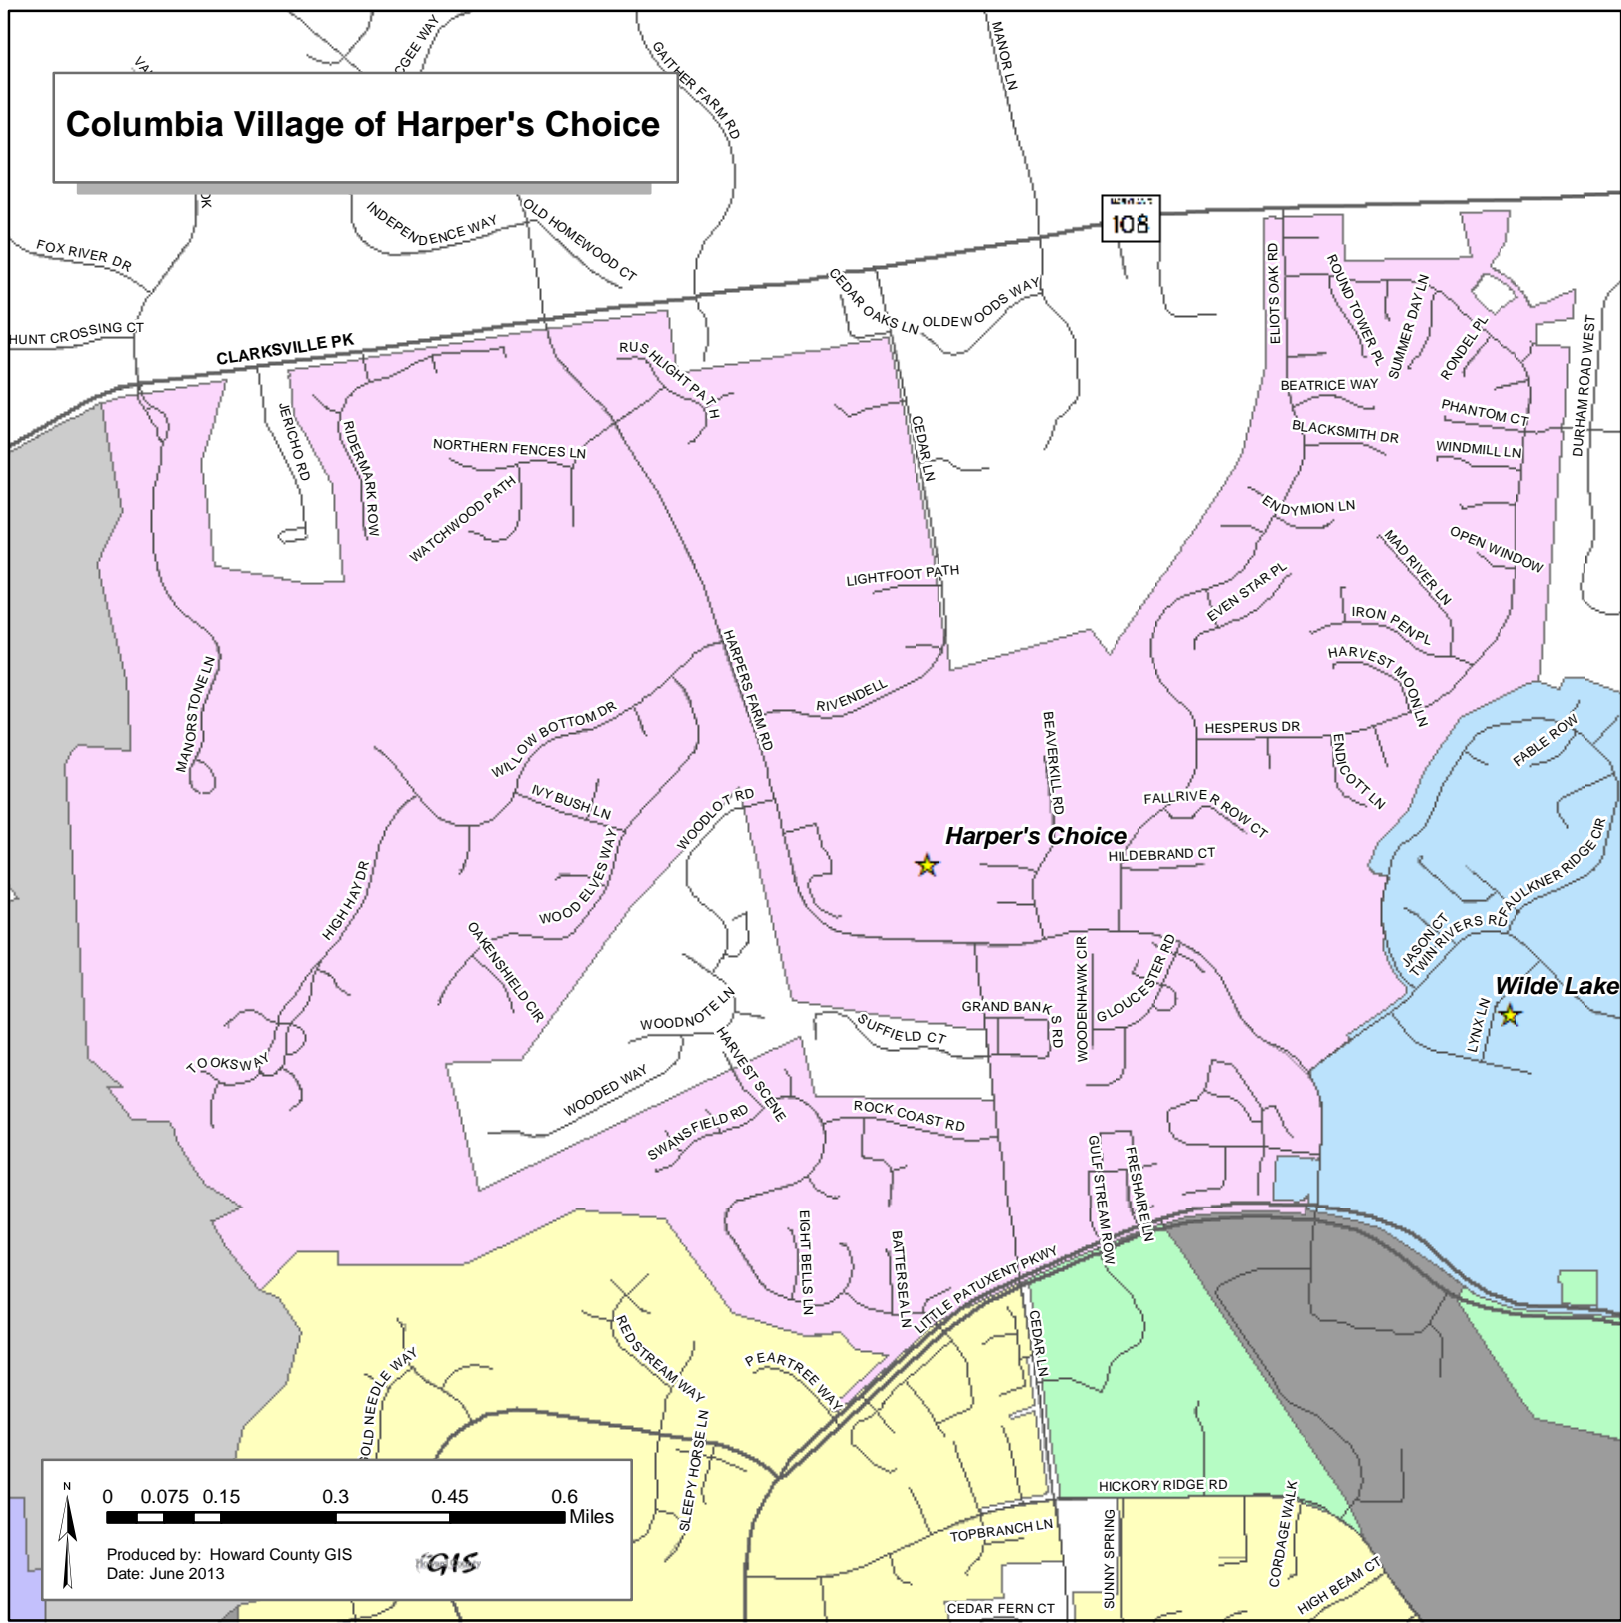 MANOR LN
GAITHER FARM RD
Columbia Village of Harper's Choice
MARYLAND
108
INDEPENDENCE WAY
OLD HOMEWOOD CT
FOX RIVER DR
HUNT CROSSING CT
CLARKSVILLE PK
CEDAR OAKS LN
OLDE WOODS WAY
ELIOTS OAK RD
ROUND TOWER PL
SUMMER DAY LN
RONDEL PL
DURHAM ROAD WEST
RUSHLIGHT PATH
JERICHO RD
RIDERMARK ROW
NORTHERN FENCES LN
WATCHWOOD PATH
CEDAR LN
BEATRICE WAY
PHANTOM CT
BLACKSMITH DR
WINDMILL LN
ENDYMION LN
OPEN WINDOW
MAD RIVER LN
LIGHTFOOT PATH
EVEN STAR PL
IRON PEN PL
HARVEST MOON LN
MANORSTONE LN
HARPERS FARM RD
RIVENDELL
WILLOW BOTTOM DR
BEAVERKILL RD
HESPERUS DR
ENDICOTT LN
FABLE ROW
IVY BUSH LN
WOODLOT RD
FALLRIVER ROW CT
Harper's Choice
HILDEBRAND CT
FAULKNER RIDGE CIR
HIGH HAY DR
WOOD ELVES WAY
OAKENSHIELD CIR
JASON CT
TWIN RIVERS RD
Wilde Lake
LYNX LN
WOODENHAWK CIR
GLOUCESTER RD
GRAND BANKS RD
SUFFIELD CT
WOODNOTE LN
TOOKS WAY
WOODED WAY
HARVEST SCENE
SWANSFIELD RD
ROCK COAST RD
GULF STREAM ROW
FRESHAIRE LN
EIGHT BELLS LN
BATTERSEA LN
LITTLE PATUXENT PKWY
CEDAR LN
REDSTREAM WAY
PEARTREE WAY
GOLD NEEDLE WAY
SLEEPY HORSE LN
HICKORY RIDGE RD
TOPBRANCH LN
SUNNY SPRING
CORDAGE WALK
HIGH BEAM CT
CEDAR FERN CT
N
0 0.075 0.15 0.3 0.45 0.6
Miles
Produced by: Howard County GIS
Date: June 2013
Howard County
GIS